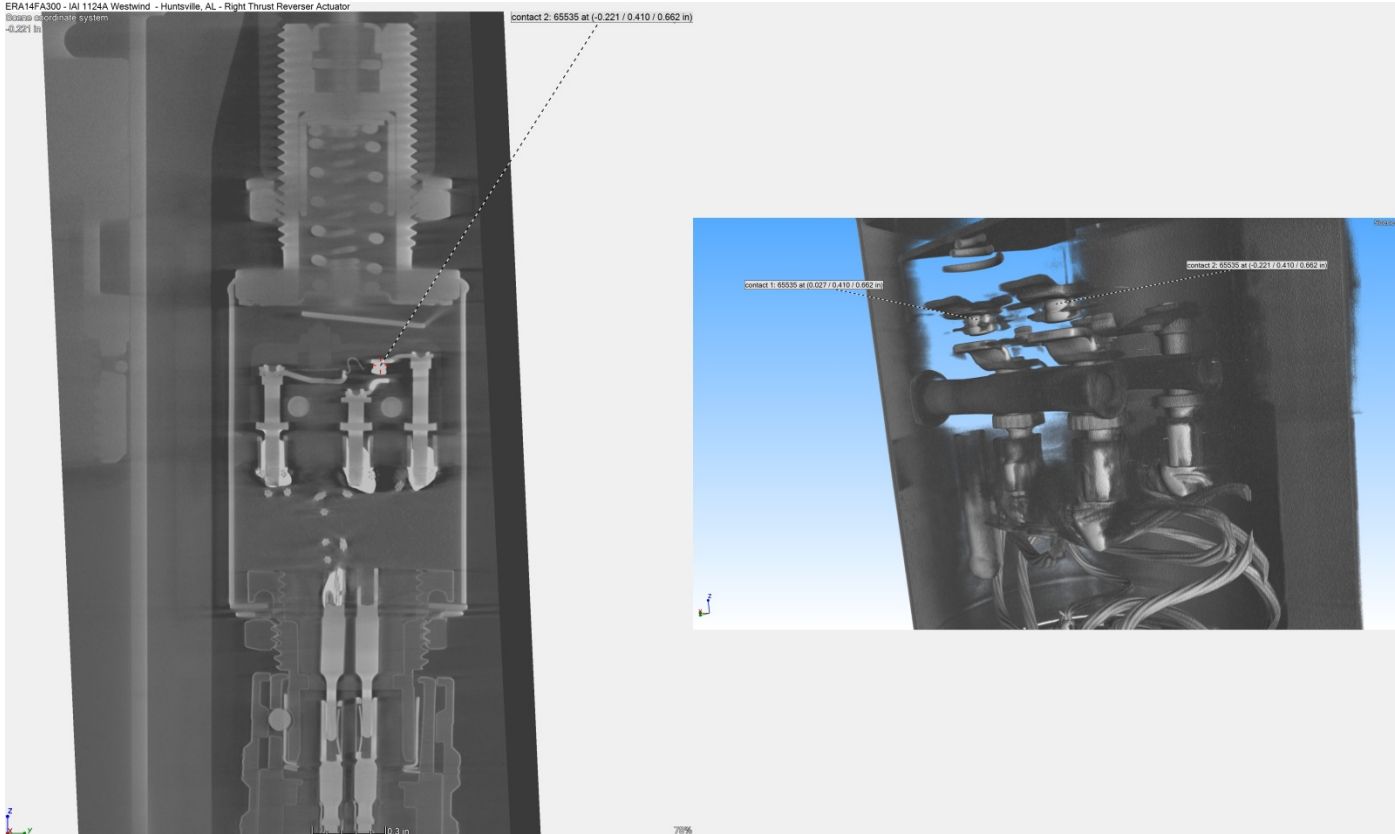 ERA14FA300 - IAI 1124A Westwind - Huntsville, AL - Right Thrust Reverser Actuator
Scene coordinate system
-0.221 in
contact 2: 65535 at (-0.221 / 0.410 / 0.662 in)
Scene
contact 2: 65535 at (-0.221 / 0.410 / 0.662 in)
contact 1: 65535 at (0.027 / 0.410 / 0.662 in)
z
z
y
0.3 in